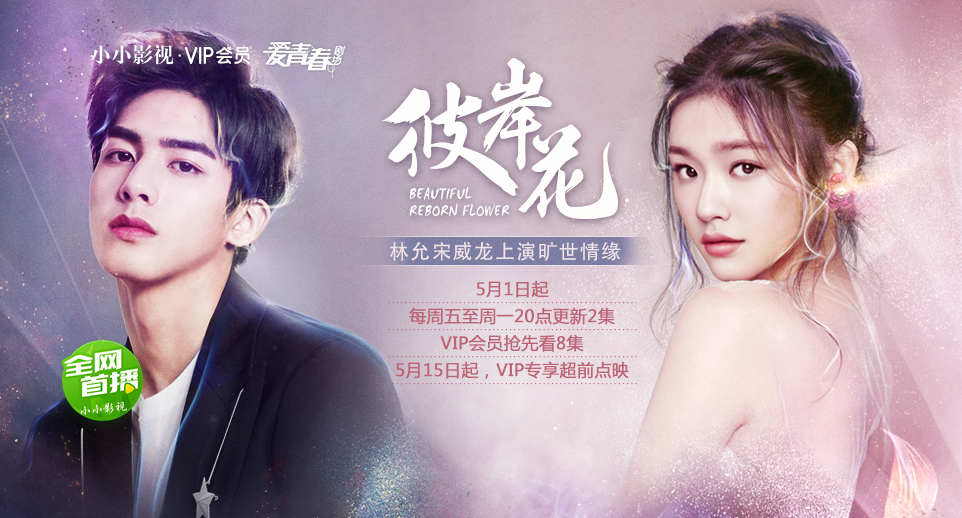 小小影视·VIP会员 爱青春剧场
彼岸花
BEAUTIFUL
REBORN FLOWER
林允宋威龙上演旷世情缘
5月1日起
每周五至周一20点更新2集
VIP会员抢先看8集
5月15日起，VIP专享超前点映
全网
首播
小小影视